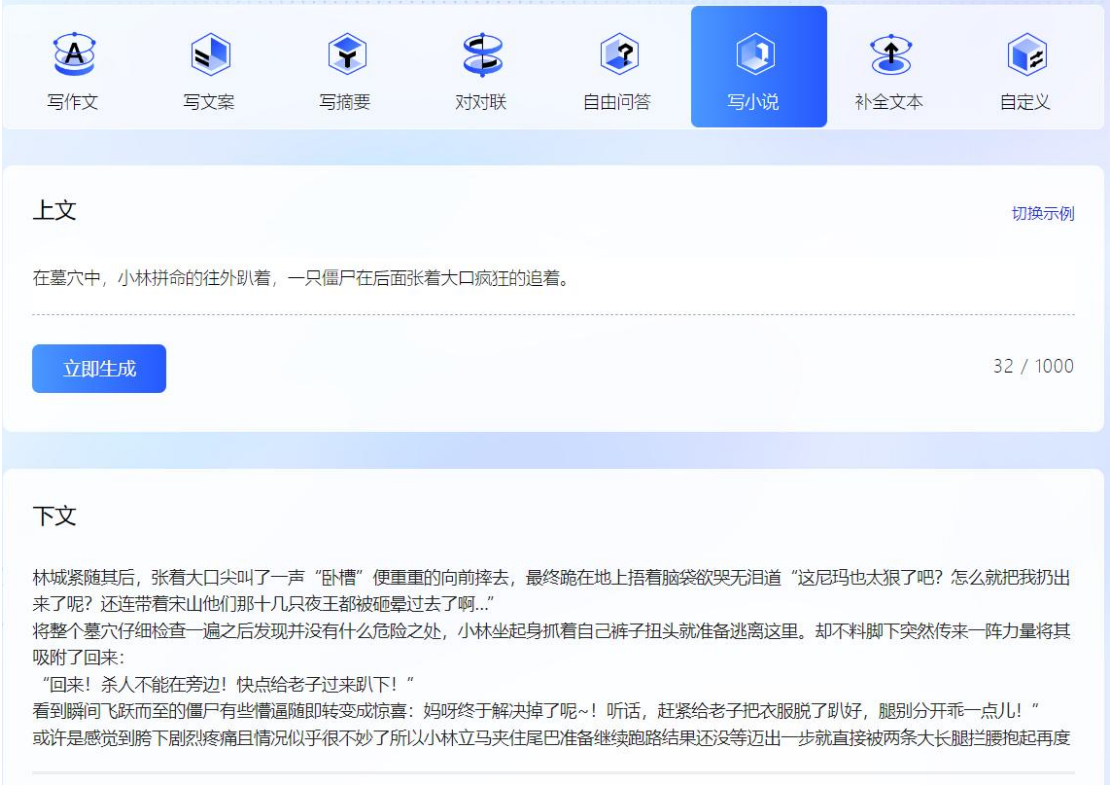 写作文
写文案
写摘要
对对联
自由问答
写小说
补全文本
自定义
上文
切换示例
在墓穴中，小林拼命的往外趴着，一只僵尸在后面张着大口疯狂的追着。
立即生成
32 / 1000
下文
林城紧随其后，张着大口尖叫了一声“卧槽”便重重的向前摔去，最终跪在地上捂着脑袋欲哭无泪道“这尼玛也太狠了吧？怎么就把我扔出
来了呢？还连带着宋山他们那十几只夜王都被砸晕过去了啊...”
将整个墓穴仔细检查一遍之后发现并没有什么危险之处，小林坐起身抓着自己裤子扭头就准备逃离这里。却不料脚下突然传来一阵力量将其
吸附了回来：
“回来！杀人不能在旁边！快点给老子过来趴下！“
看到瞬间飞跃而至的僵尸有些懵逼随即转变成惊喜：妈呀终于解决掉了呢~！听话，赶紧给老子把衣服脱了趴好，腿别分开乖一点儿！“
或许是感觉到胯下剧烈疼痛且情况似乎很不妙了所以小林立马夹住尾巴准备继续跑路结果还没等迈出一步就直接被两条大长腿拦腰抱起再度